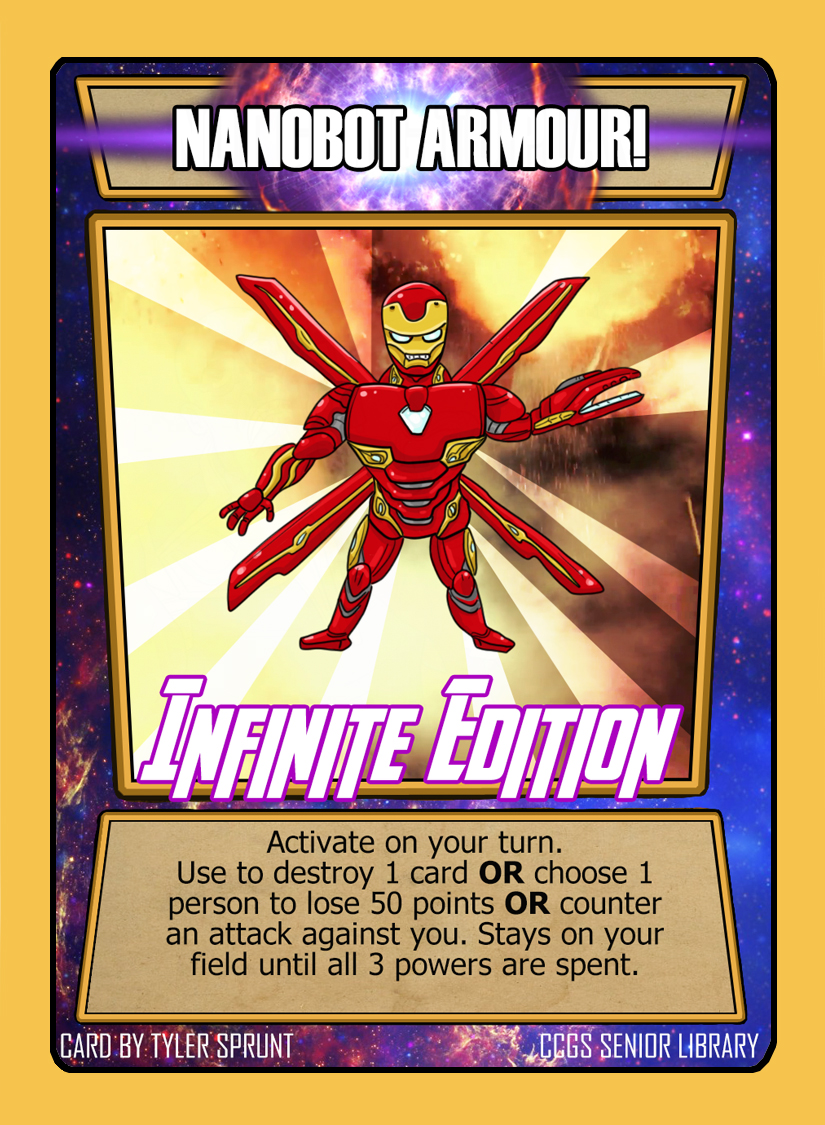 NANOBOT ARMOUR!
INFINITE EDITION
Activate on your turn.
Use to destroy 1 card OR choose 1
person to lose 50 points OR counter
an attack against you. Stays on your
field until all 3 powers are spent.
CARD BY TYLER SPRUNT
CCGS SENIOR LIBRARY